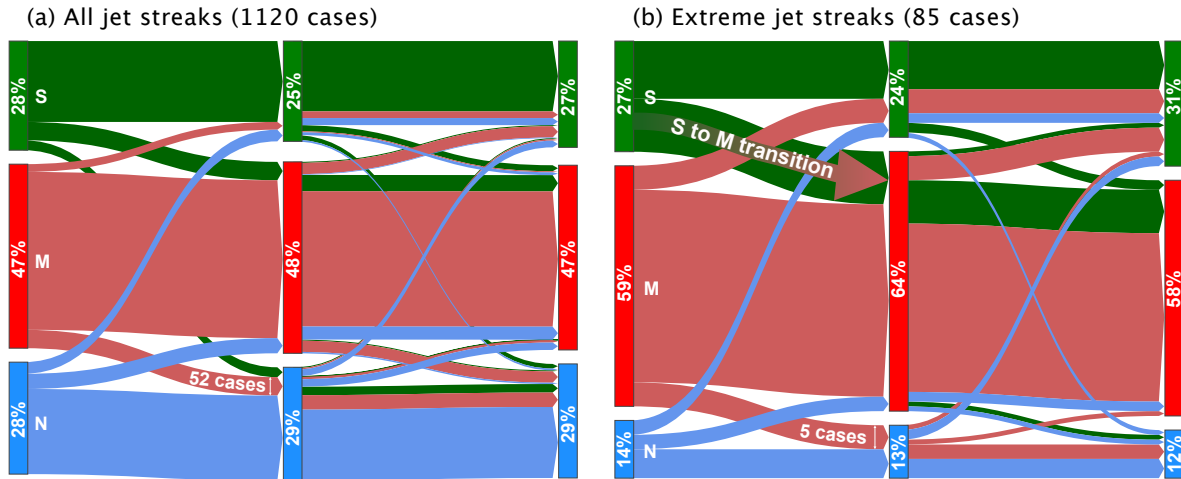 (a) All jet streaks (1120 cases)
28%
S
25%
27%
47%
M
48%
47%
28%
N
52 cases
29%
29%
(b) Extreme jet streaks (85 cases)
27%
S
S to M transition
24%
31%
59%
M
64%
58%
14%
N
5 cases
13%
12%